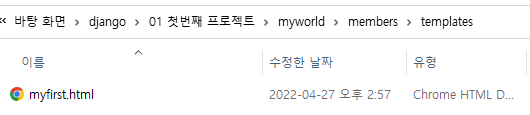 « 바탕 화면 > django > 01 첫번째 프로젝트 > myworld > members > templates
이름 수정한 날짜 유형
myfirst.html 2022-04-27 오후 2:57 Chrome HTML D...